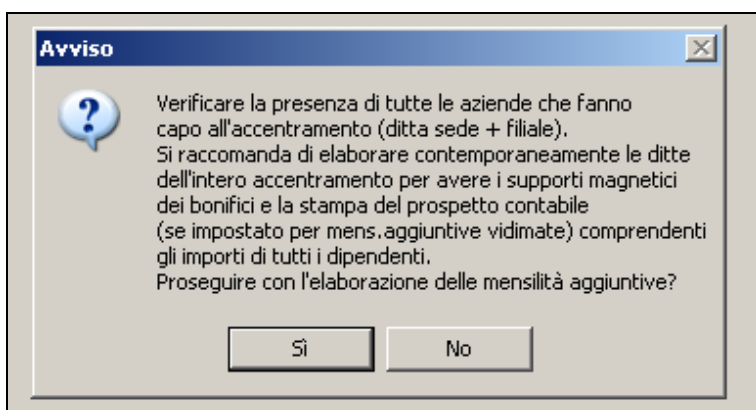 Avviso
Verificare la presenza di tutte le aziende che fanno
capo all'accentramento (ditta sede + filiale).
Si raccomanda di elaborare contemporaneamente le ditte
dell'intero accentramento per avere i supporti magnetici
dei bonifici e la stampa del prospetto contabile
(se impostato per mens.aggiuntive vidimate) comprendenti
gli importi di tutti i dipendenti.
Proseguire con l'elaborazione delle mensilità aggiuntive?
Sì No